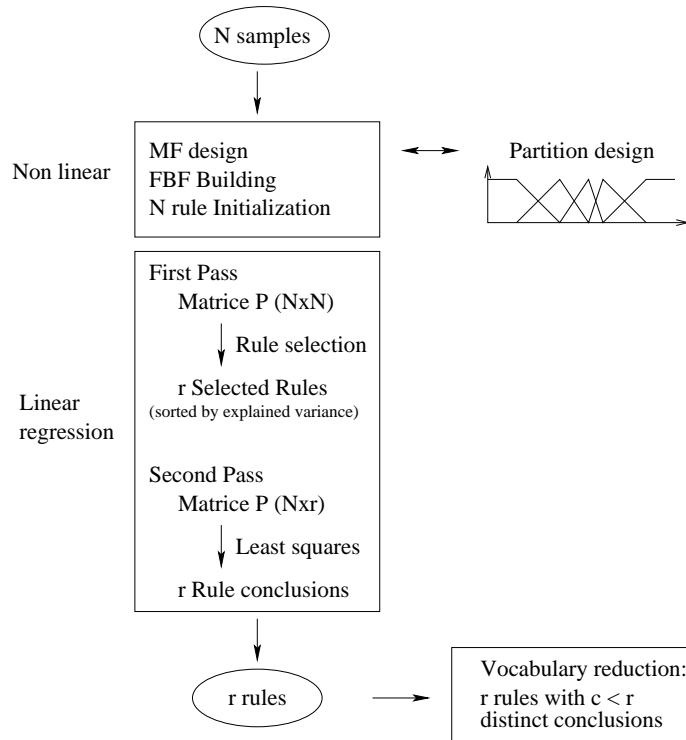 N samples
Non linear
MF design
FBF Building
N rule Initialization
Partition design
Linear
regression
First Pass
Matrice P (NxN)
Rule selection
r Selected Rules
(sorted by explained variance)
Second Pass
Matrice P (Nxr)
Least squares
r Rule conclusions
r rules
Vocabulary reduction:
r rules with c < r
distinct conclusions